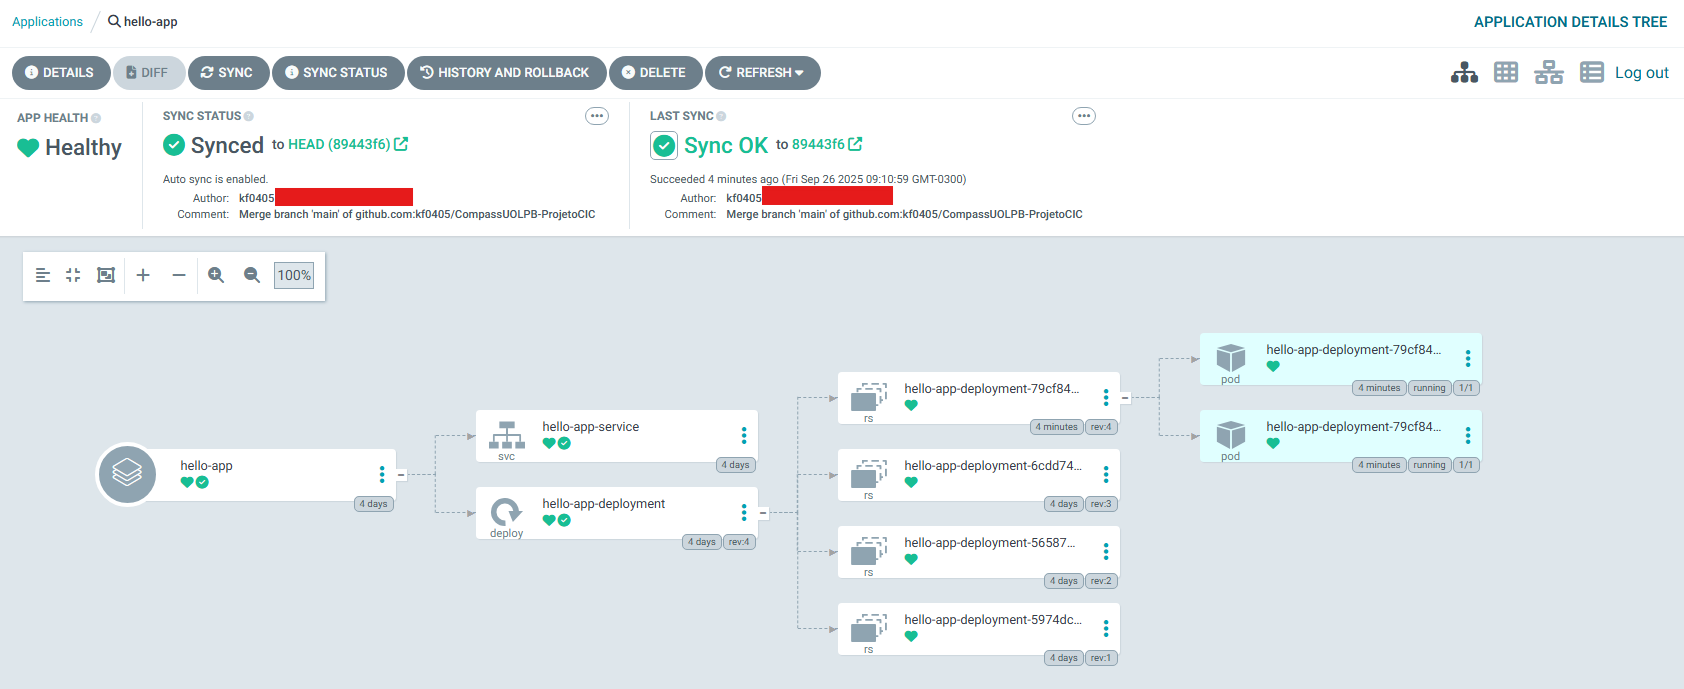 Applications / hello-app
APPLICATION DETAILS TREE
DETAILS DIFF SYNC SYNC STATUS HISTORY AND ROLLBACK DELETE REFRESH
Log out
APP HEALTH
Healthy
SYNC STATUS
Synced to HEAD (89443f6)
Auto sync is enabled.
Author: kf0405
Comment: Merge branch 'main' of github.com:kf0405/CompassUOLPB-ProjetoCIC
LAST SYNC
Sync OK to 89443f6
Succeeded 4 minutes ago (Fri Sep 26 2025 09:10:59 GMT-0300)
Author: kf0405
Comment: Merge branch 'main' of github.com:kf0405/CompassUOLPB-ProjetoCIC
100%
hello-app
4 days
hello-app-service
svc
4 days
hello-app-deployment
deploy
4 days rev:4
hello-app-deployment-79cf84...
rs
4 minutes rev:4
hello-app-deployment-6cdd74...
rs
4 days rev:3
hello-app-deployment-56587...
rs
4 days rev:2
hello-app-deployment-5974dc...
rs
4 days rev:1
hello-app-deployment-79cf84...
pod
4 minutes running 1/1
hello-app-deployment-79cf84...
pod
4 minutes running 1/1